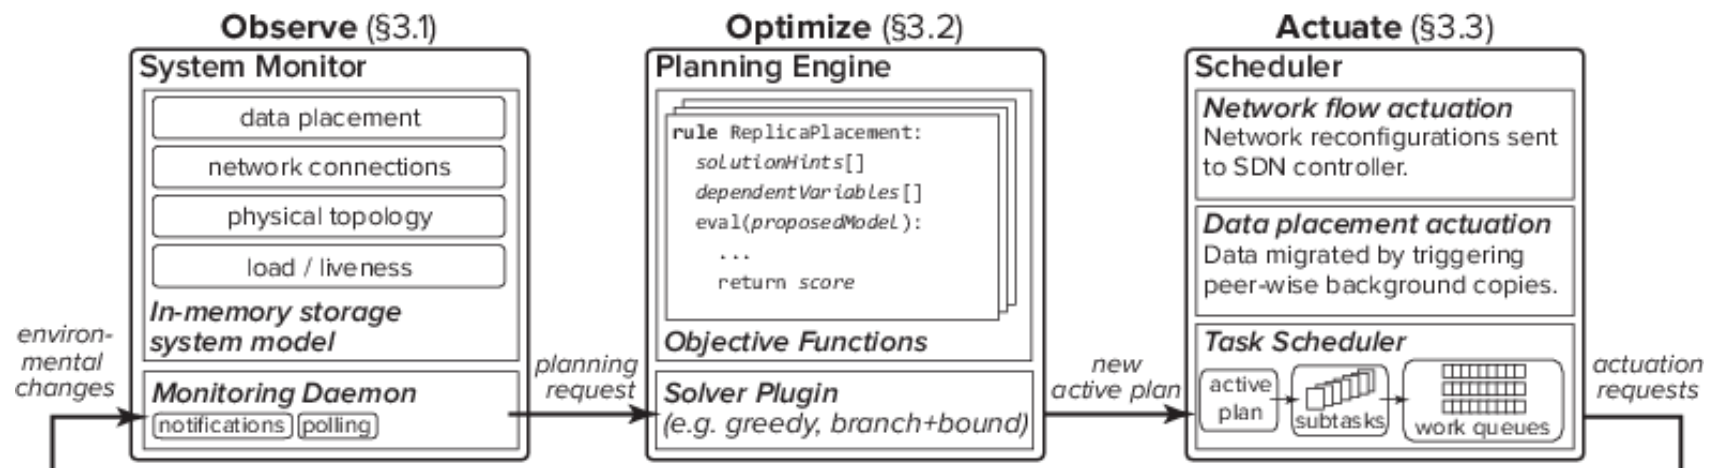 Observe (§3.1)
System Monitor
data placement
network connections
physical topology
load / liveness
In-memory storage
system model
Monitoring Daemon
notifications
polling
environ-
mental
changes
planning
request
Optimize (§3.2)
Planning Engine
rule ReplicaPlacement:
solutionHints[]
dependentVariables[]
eval(proposedModel):
...
return score
Objective Functions
Solver Plugin
(e.g. greedy, branch+bound)
new
active plan
Actuate (§3.3)
Scheduler
Network flow actuation
Network reconfigurations sent
to SDN controller.
Data placement actuation
Data migrated by triggering
peer-wise background copies.
Task Scheduler
active
plan
subtasks
work queues
actuation
requests